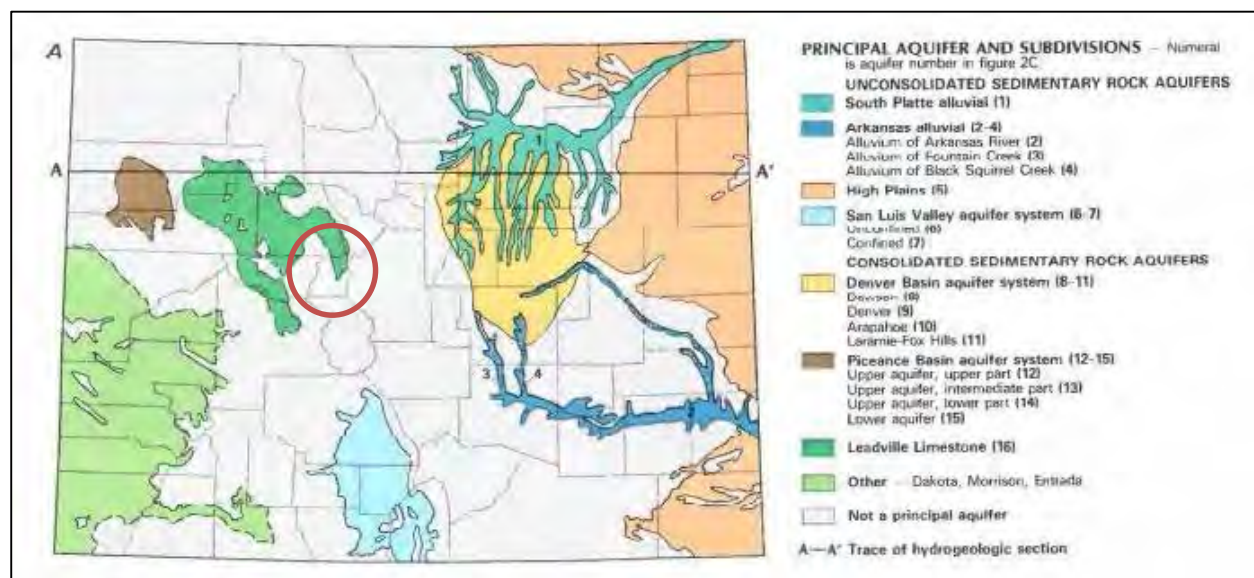 A
PRINCIPAL AQUIFER AND SUBDIVISIONS – Numeral
is aquifer number in figure 2C
UNCONSOLIDATED SEDIMENTARY ROCK AQUIFERS
South Platte alluvial (1)
Arkansas alluvial (2-4)
Alluvium of Arkansas River (2)
Alluvium of Fountain Creek (3)
Alluvium of Black Squirrel Creek (4)
High Plains (5)
San Luis Valley aquifer system (6-7)
Unconfined (6)
Confined (7)
CONSOLIDATED SEDIMENTARY ROCK AQUIFERS
Denver Basin aquifer system (8-11)
Dawson (8)
Denver (9)
Arapahoe (10)
Laramie-Fox Hills (11)
Piceance Basin aquifer system (12-15)
Upper aquifer, upper part (12)
Upper aquifer, intermediate part (13)
Upper aquifer, lower part (14)
Lower aquifer (15)
Leadville Limestone (16)
Other – Dakota, Morrison, Entrada
Not a principal aquifer
A—A' Trace of hydrogeologic section
A
A'
1
3
4